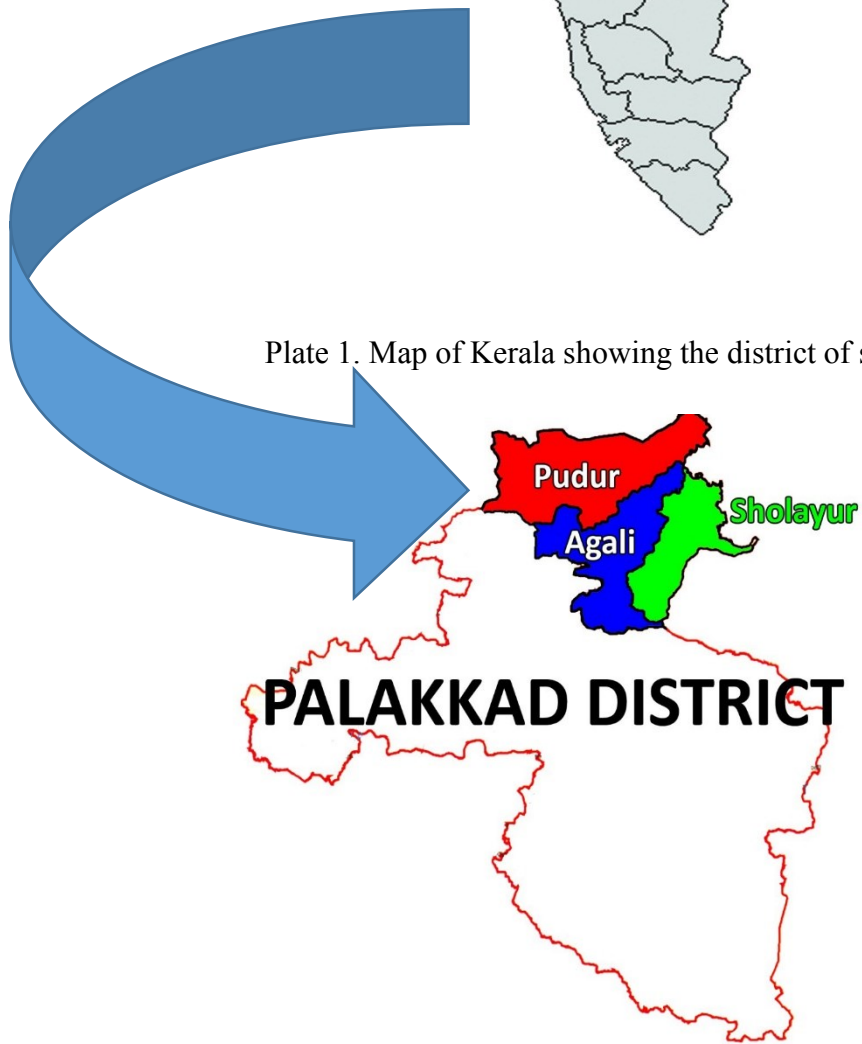 Plate 1. Map of Kerala showing the district of
Pudur
Sholayur
Agali
PALAKKAD DISTRICT